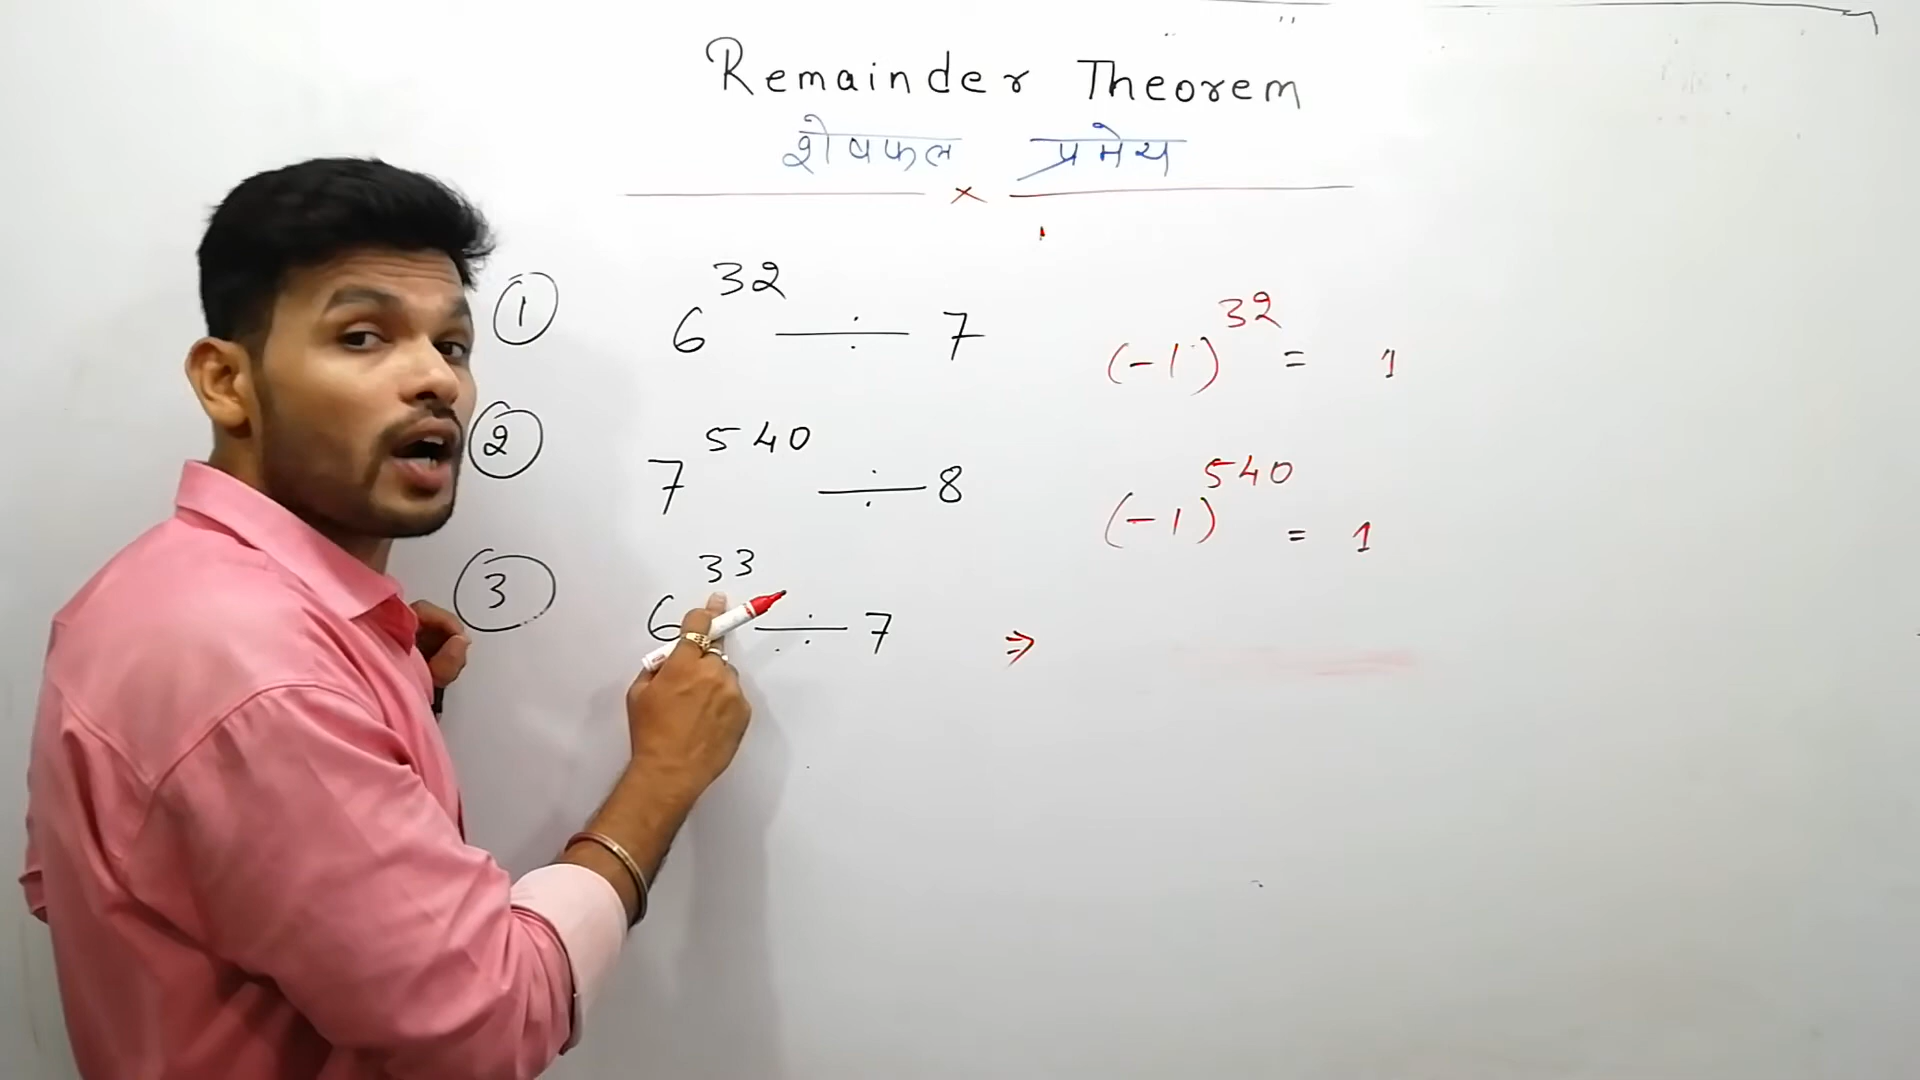 Remainder Theorem
शेषफल प्रमेय
×
① 6^32 ÷ 7 (-1)^32 = 1
② 7^540 ÷ 8 (-1)^540 = 1
③ 6^33 ÷ 7 ⇒